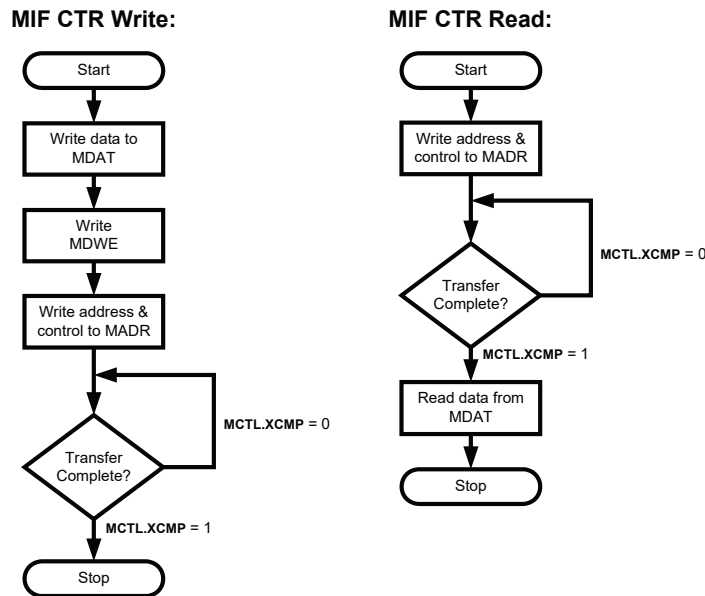 MIF CTR Write:
Start
Write data to
MDAT
Write
MDWE
Write address &
control to MADR
MCTL.XCMP = 0
Transfer
Complete?
MCTL.XCMP = 1
Stop
MIF CTR Read:
Start
Write address &
control to MADR
MCTL.XCMP = 0
Transfer
Complete?
MCTL.XCMP = 1
Read data from
MDAT
Stop